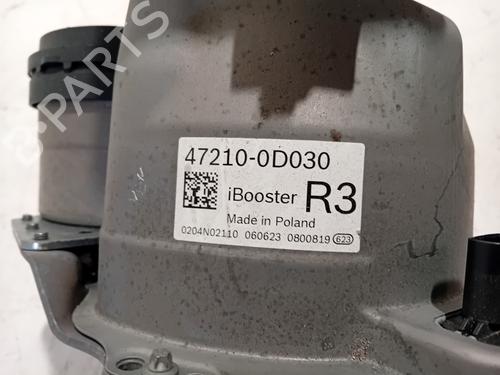 B-PARTS
47210-0D030
iBooster R3
Made in Poland
0204N02110 060623 0800819 623